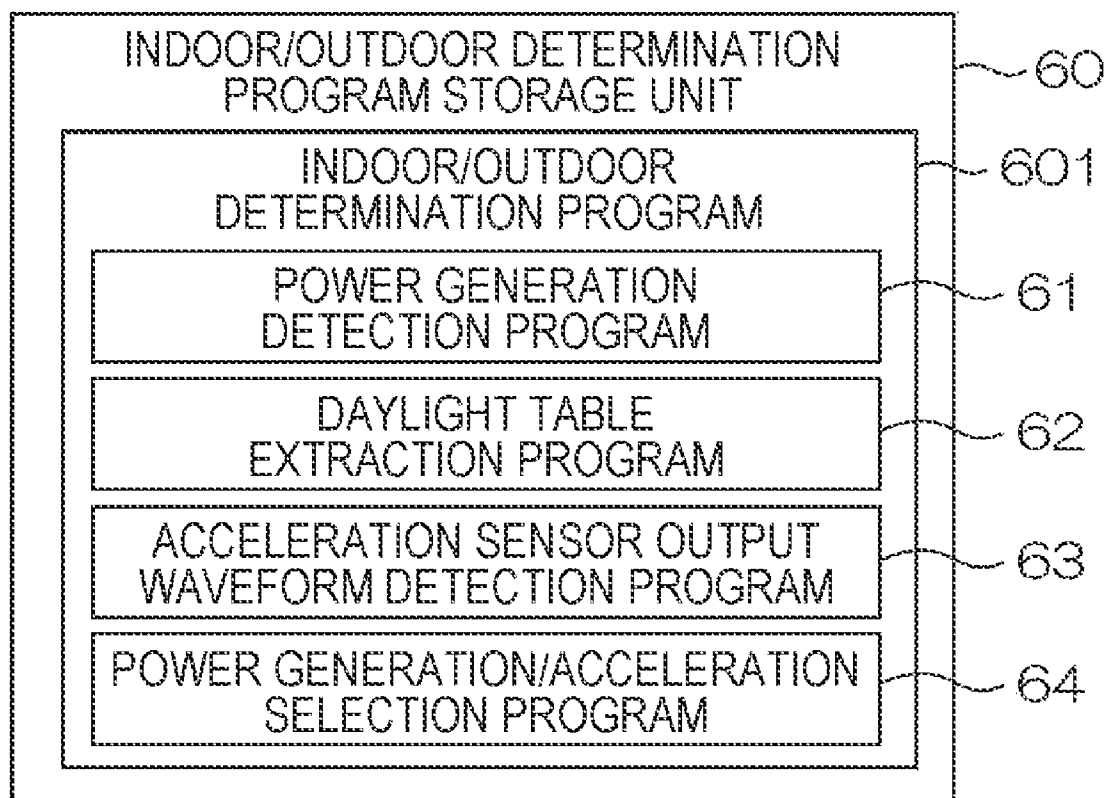 INDOOR/OUTDOOR DETERMINATION
PROGRAM STORAGE UNIT
60
INDOOR/OUTDOOR
DETERMINATION PROGRAM
601
POWER GENERATION
DETECTION PROGRAM
61
DAYLIGHT TABLE
EXTRACTION PROGRAM
62
ACCELERATION SENSOR OUTPUT
WAVEFORM DETECTION PROGRAM
63
POWER GENERATION/ACCELERATION
SELECTION PROGRAM
64